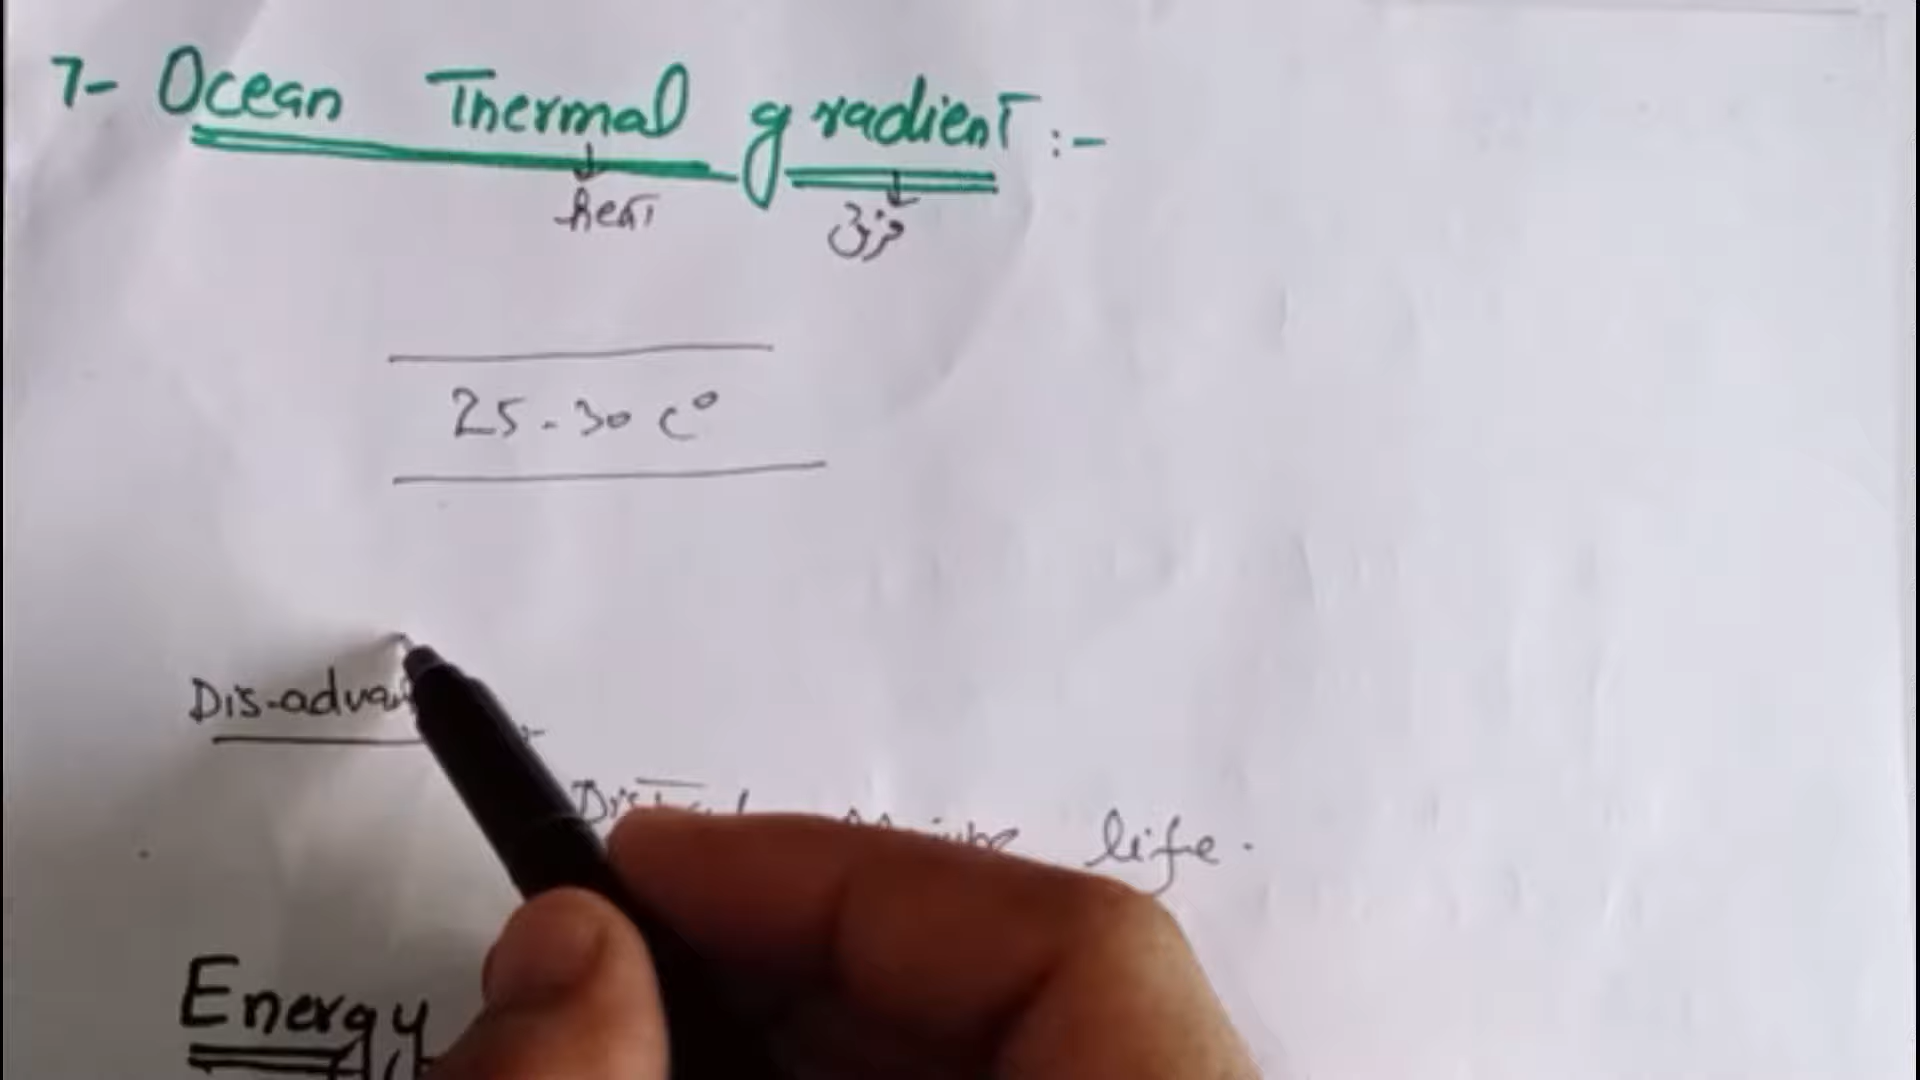 7- Ocean Thermal gradient :-
heat فرق
25-30 C°
Dis-adva
life.
Energy